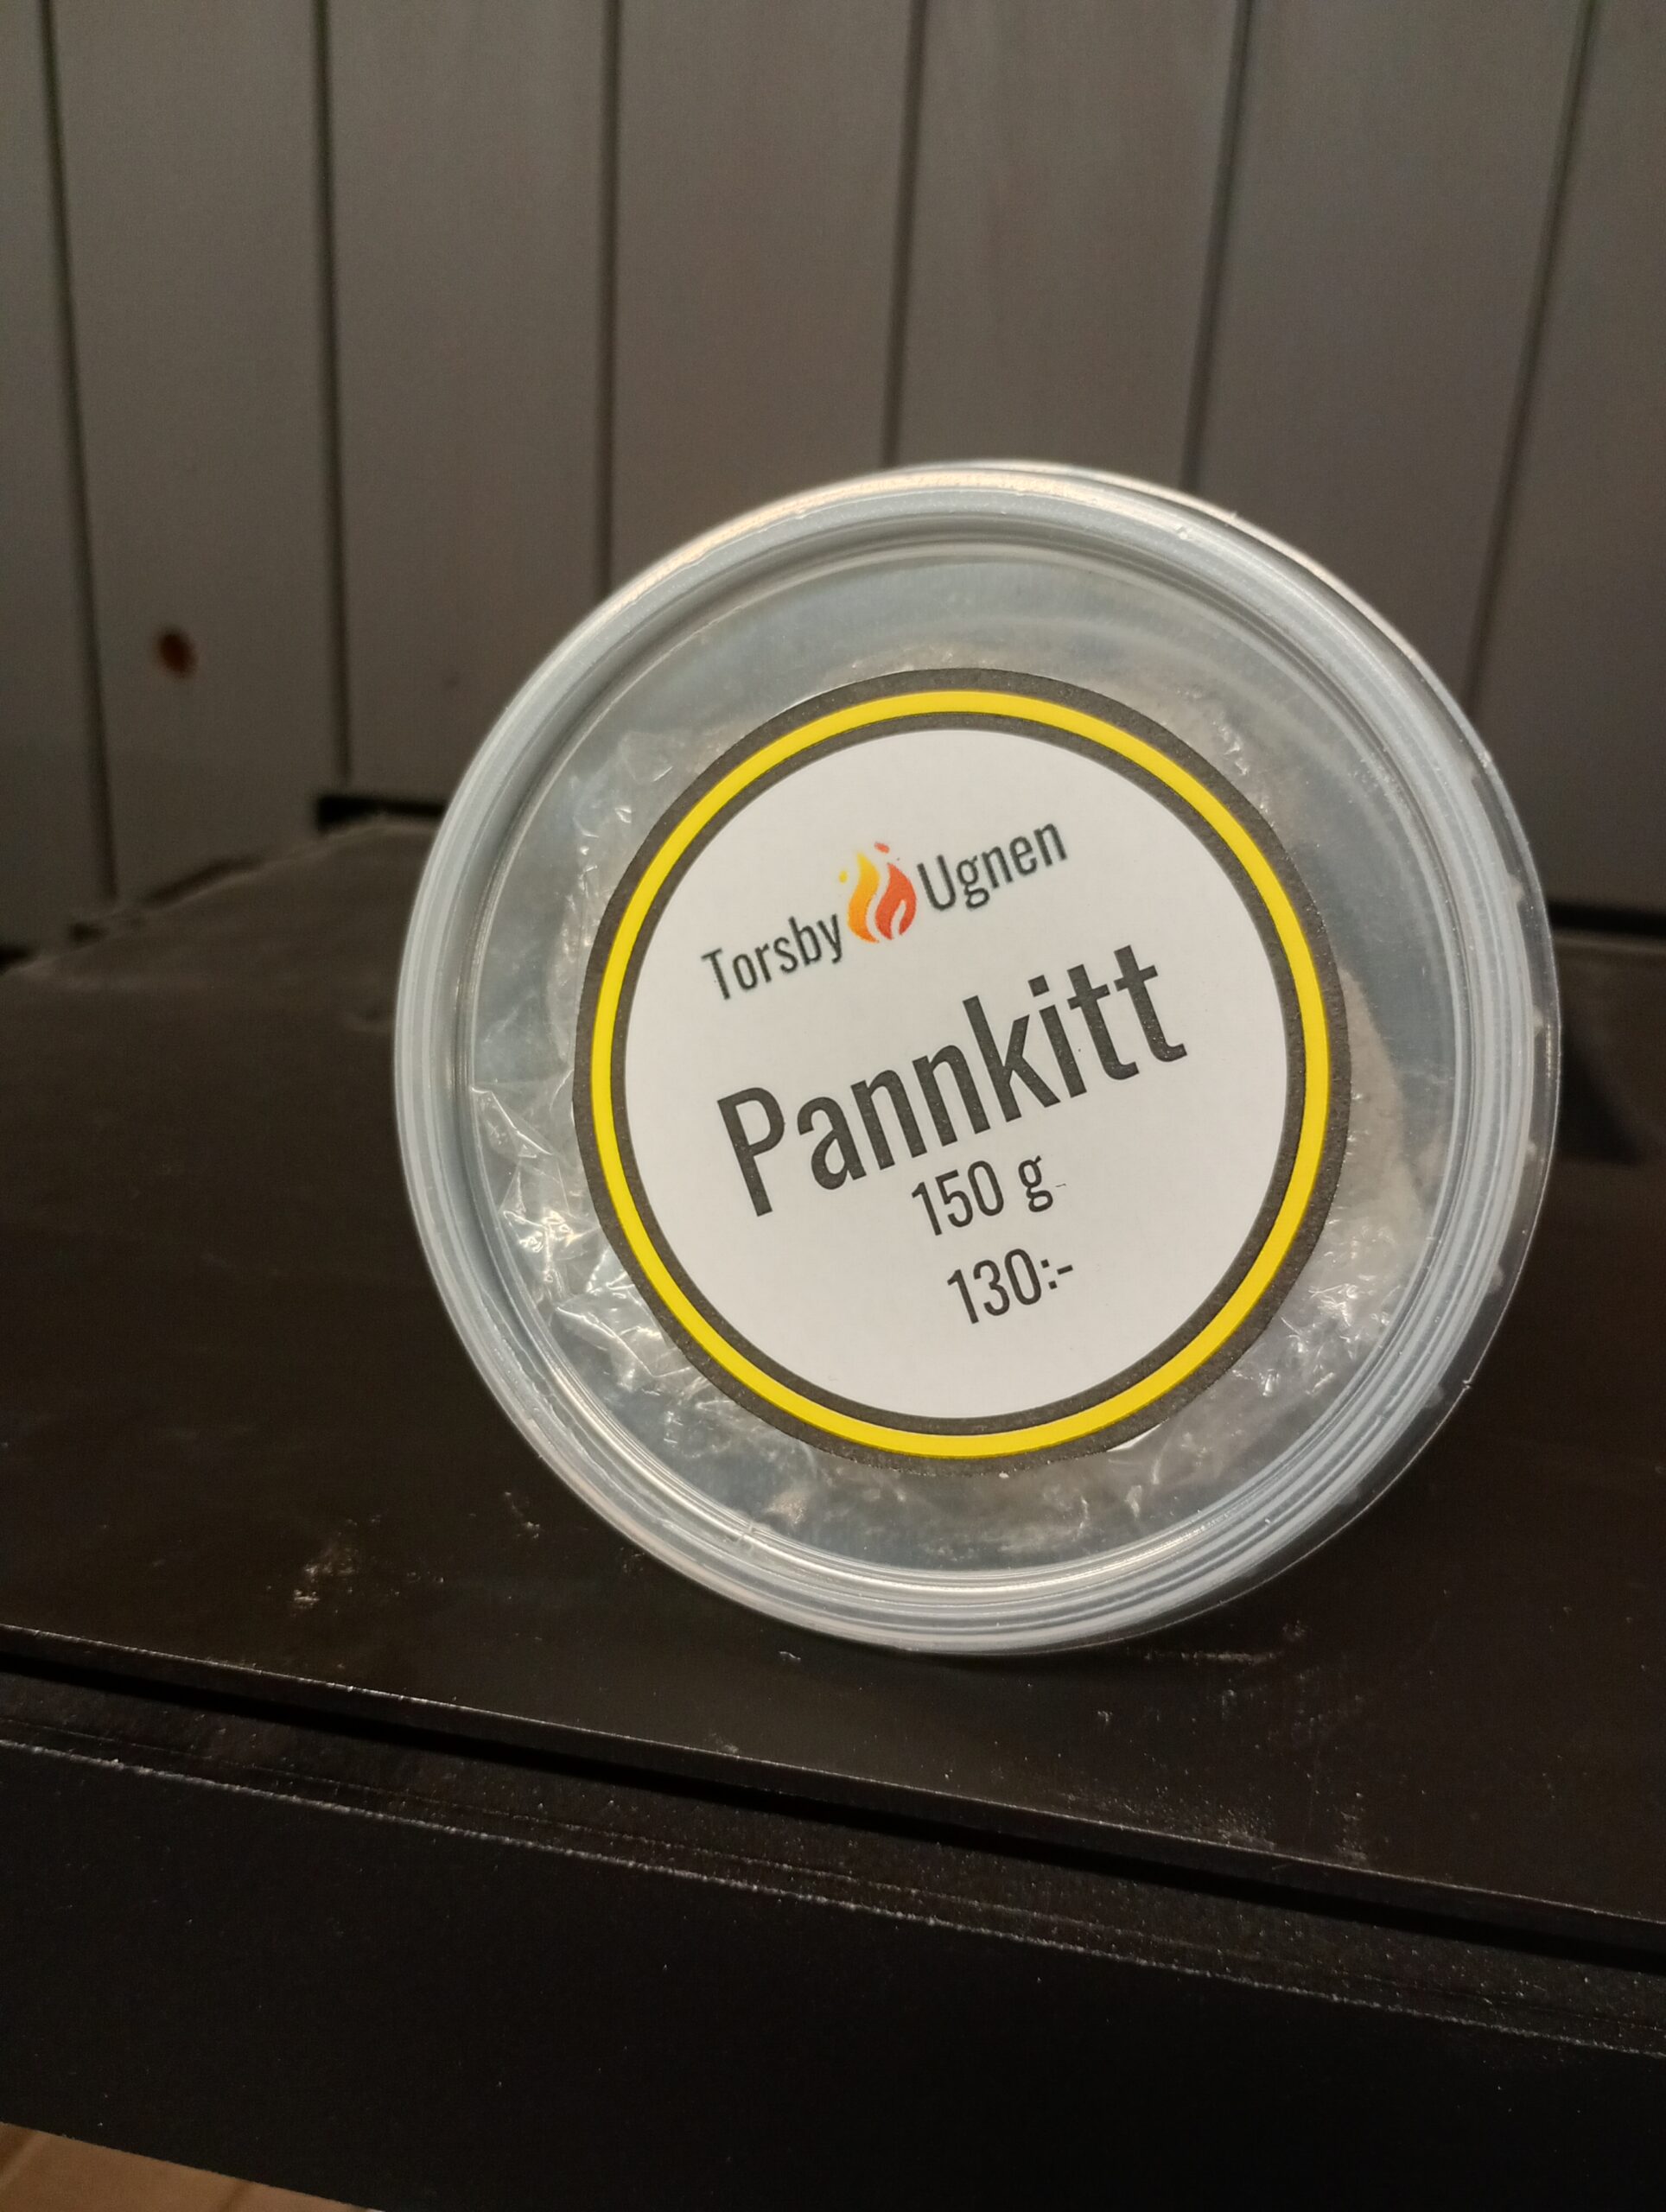 Torsby Ugnen
Pannkitt
150 g
130:-